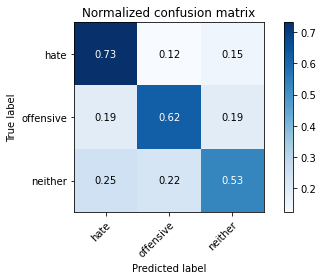 Normalized confusion matrix
True label
hate 0.73 0.12 0.15
offensive 0.19 0.62 0.19
neither 0.25 0.22 0.53
hate offensive neither
Predicted label
0.7
0.6
0.5
0.4
0.3
0.2